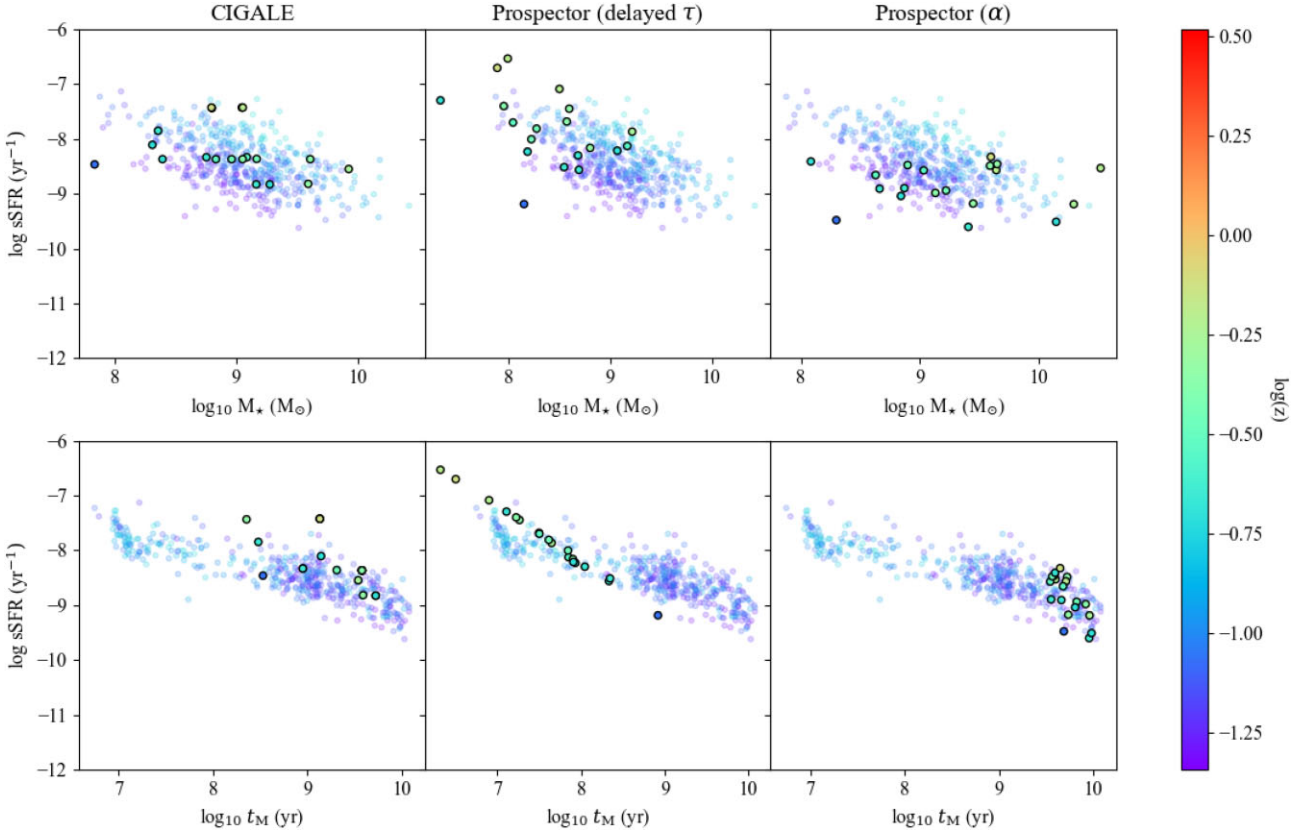 CIGALE Prospector (delayed τ) Prospector (α)
−6
−7
−8
−9
−10
−11
−12
log sSFR (yr⁻¹)
8 9 10 8 9 10 8 9 10
log₁₀ M⋆ (M⊙) log₁₀ M⋆ (M⊙) log₁₀ M⋆ (M⊙)
−6
−7
−8
−9
−10
−11
−12
log sSFR (yr⁻¹)
7 8 9 10 7 8 9 10 7 8 9 10
log₁₀ t_M (yr) log₁₀ t_M (yr) log₁₀ t_M (yr)
0.50
0.25
0.00
−0.25
−0.50
−0.75
−1.00
−1.25
log(z)